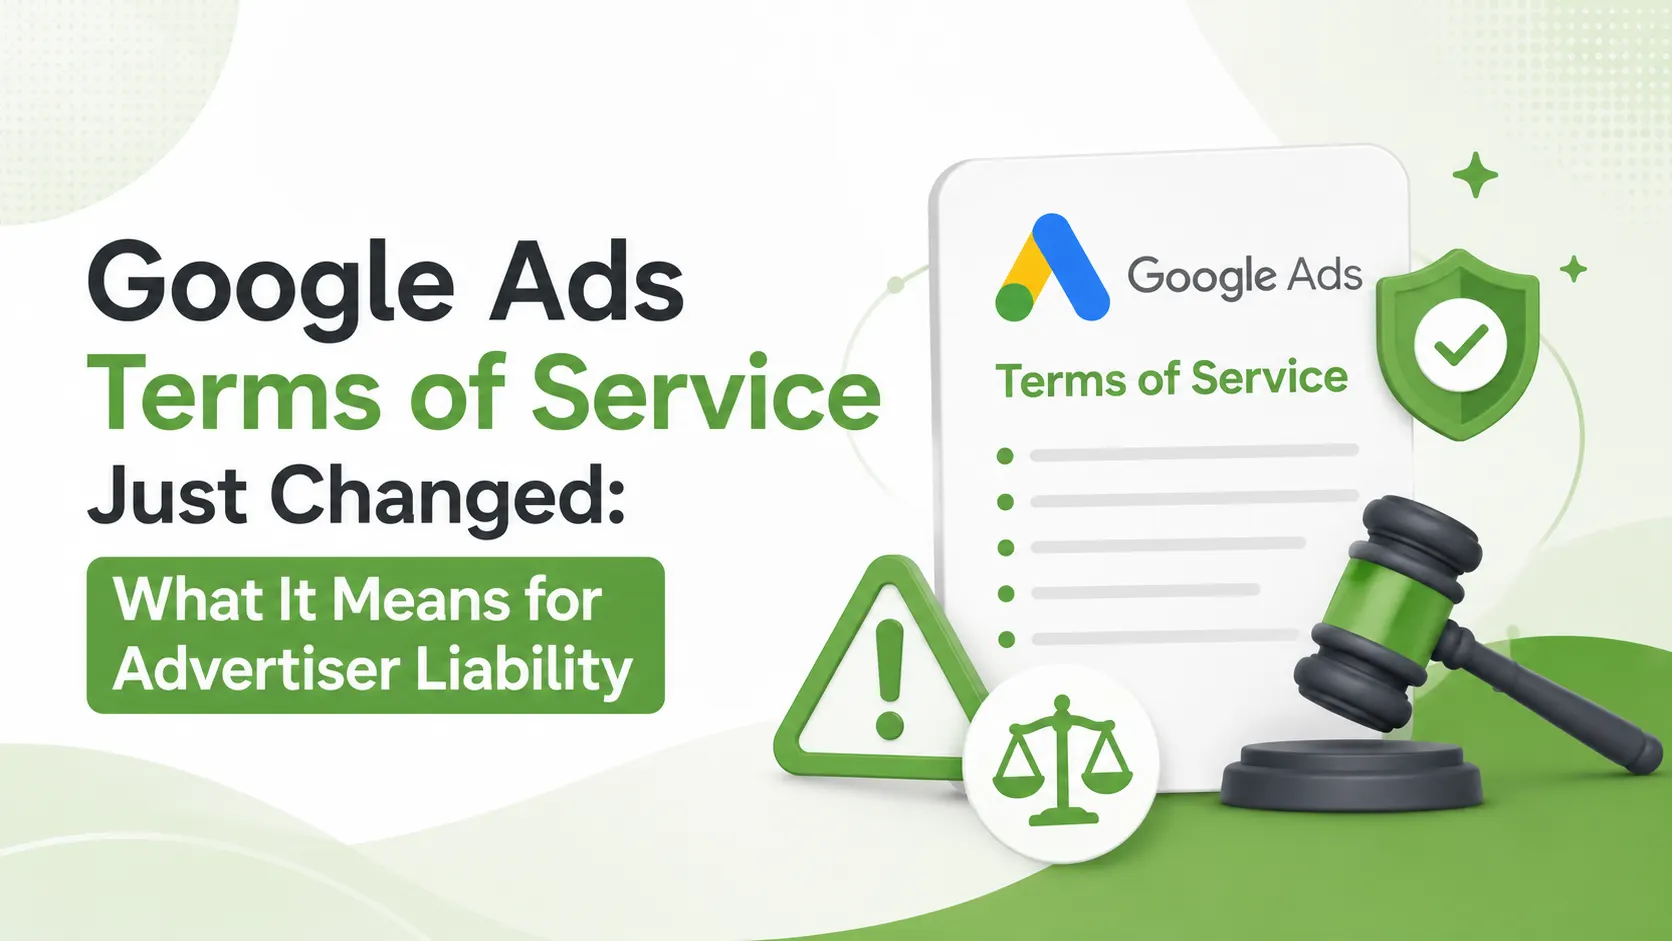 Google Ads
Terms of Service
Just Changed:
What It Means for
Advertiser Liability
Google Ads
Terms of Service